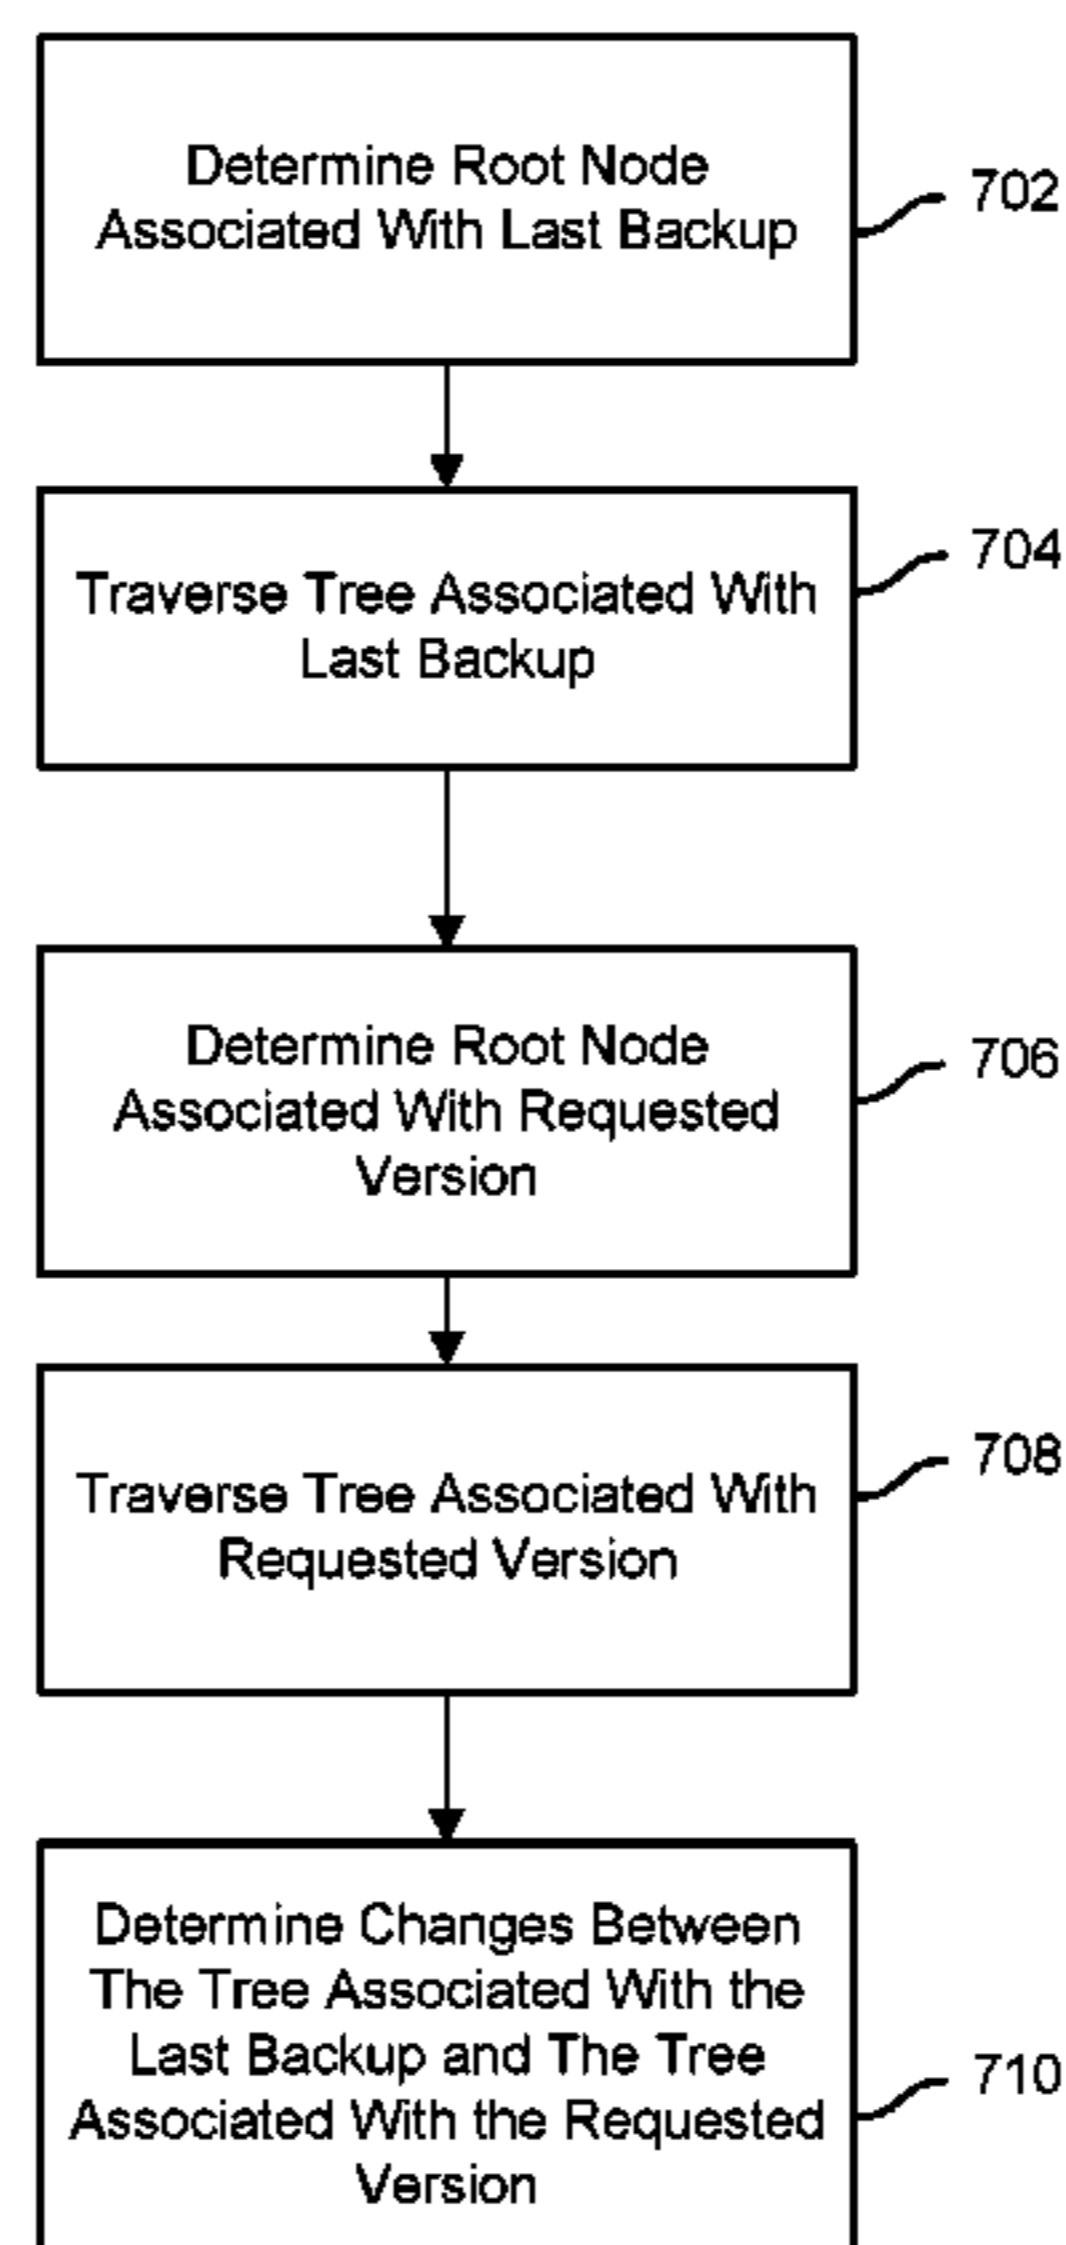 Determine Root Node
Associated With Last Backup
702
Traverse Tree Associated With
Last Backup
704
Determine Root Node
Associated With Requested
Version
706
Traverse Tree Associated With
Requested Version
708
Determine Changes Between
The Tree Associated With the
Last Backup and The Tree
Associated With the Requested
Version
710